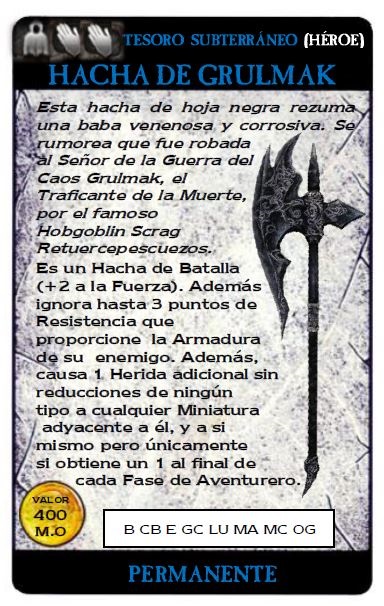 TESORO SUBTERRÁNEO (HÉROE)
HACHA DE GRULMAK
Esta hacha de hoja negra rezuma
una baba venenosa y corrosiva. Se
rumorea que fue robada
al Señor de la Guerra del
Caos Grulmak, el
Traficante de la Muerte,
por el famoso
Hobgoblin Scrag
Retuercepescuezos.
Es un Hacha de Batalla
(+2 a la Fuerza). Además
ignora hasta 3 puntos de
Resistencia que
proporcione la Armadura
de su enemigo. Además,
causa 1 Herida adicional sin
reducciones de ningún
tipo a cualquier Miniatura
adyacente a él, y a si
mismo pero únicamente
si obtiene un 1 al final de
cada Fase de Aventurero.
VALOR
400
M.O
B CB E GC LU MA MC OG
PERMANENTE